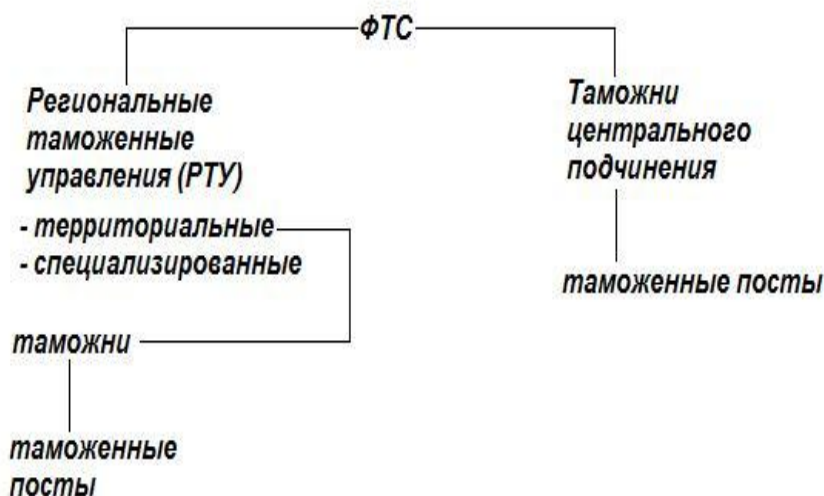 ФТС
Региональные
таможенные
управления (РТУ)
- территориальные
- специализированные
таможни
таможенные
посты
Таможни
центрального
подчинения
таможенные посты